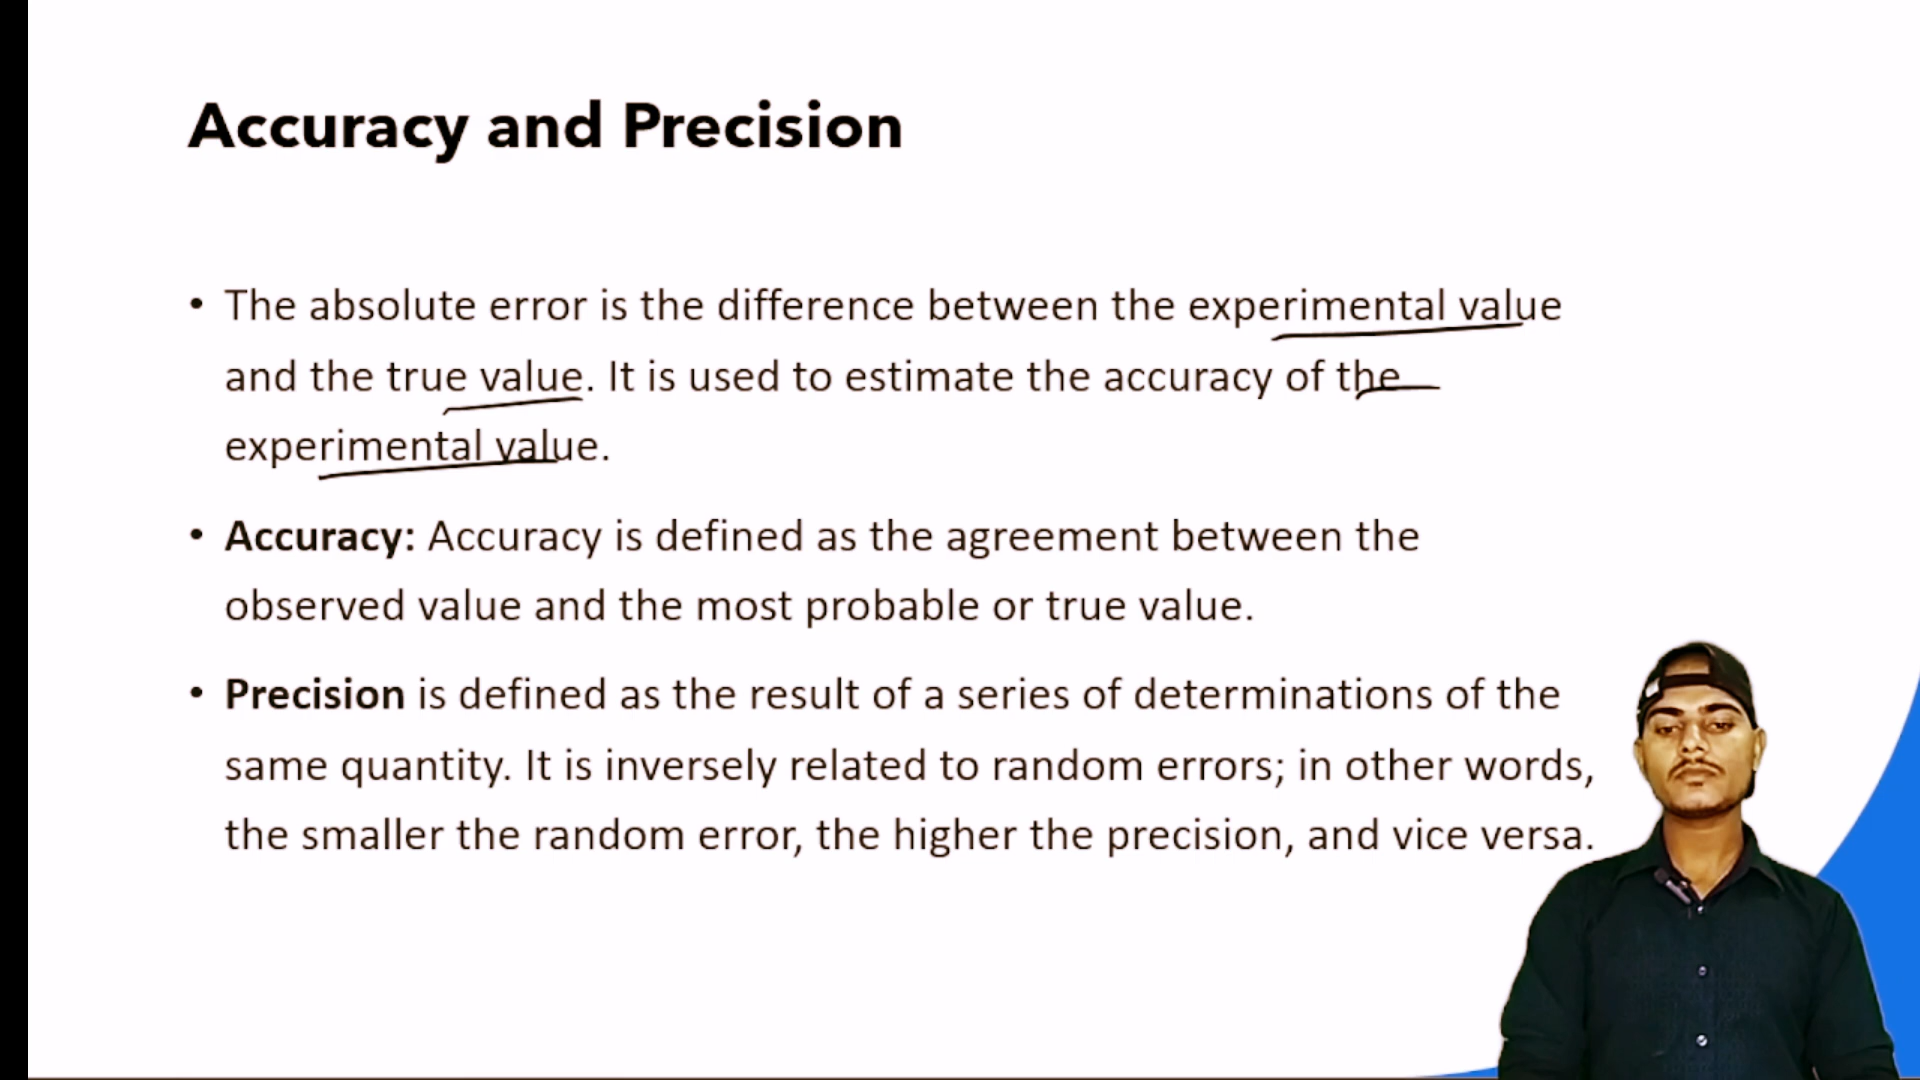 Accuracy and Precision
• The absolute error is the difference between the experimental value
and the true value. It is used to estimate the accuracy of the
experimental value.
• Accuracy: Accuracy is defined as the agreement between the
observed value and the most probable or true value.
• Precision is defined as the result of a series of determinations of the
same quantity. It is inversely related to random errors; in other words,
the smaller the random error, the higher the precision, and vice versa.